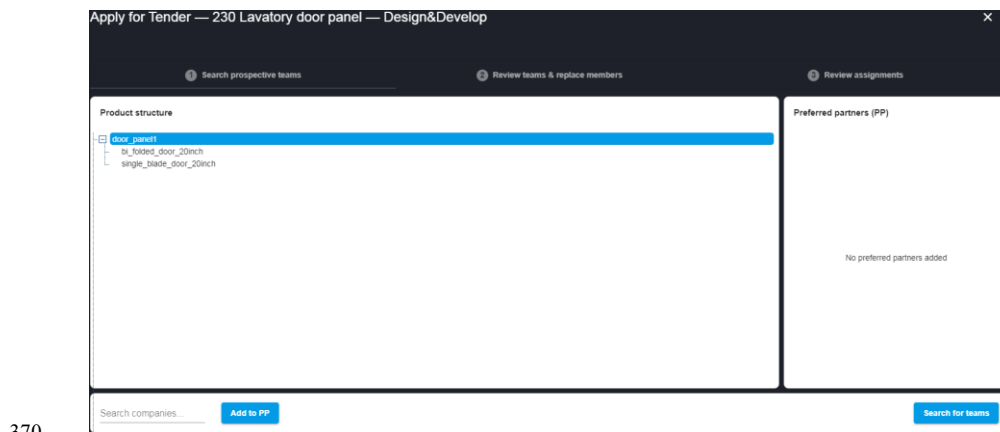 Apply for Tender — 230 Lavatory door panel — Design&Develop
×
1 Search prospective teams
2 Review teams & replace members
3 Review assignments
Product structure
Preferred partners (PP)
door_panel1
bi_folded_door_20inch
single_blade_door_20inch
No preferred partners added
Search companies...
Add to PP
Search for teams
370